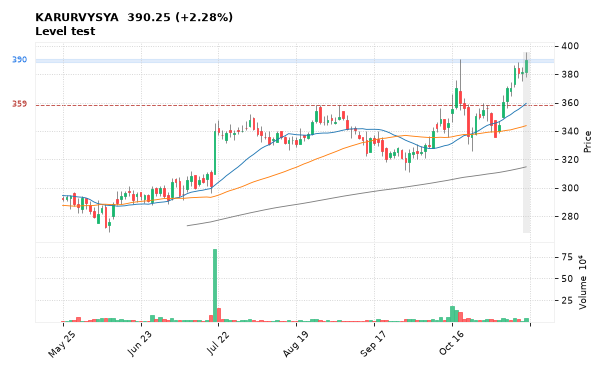 KARURVYSYA 390.25 (+2.28%)
Level test
400
390
380
359
360
340
320
300
280
Price
75
50
25
Volume 10⁴
May 25
Jun 23
Jul 22
Aug 19
Sep 17
Oct 16